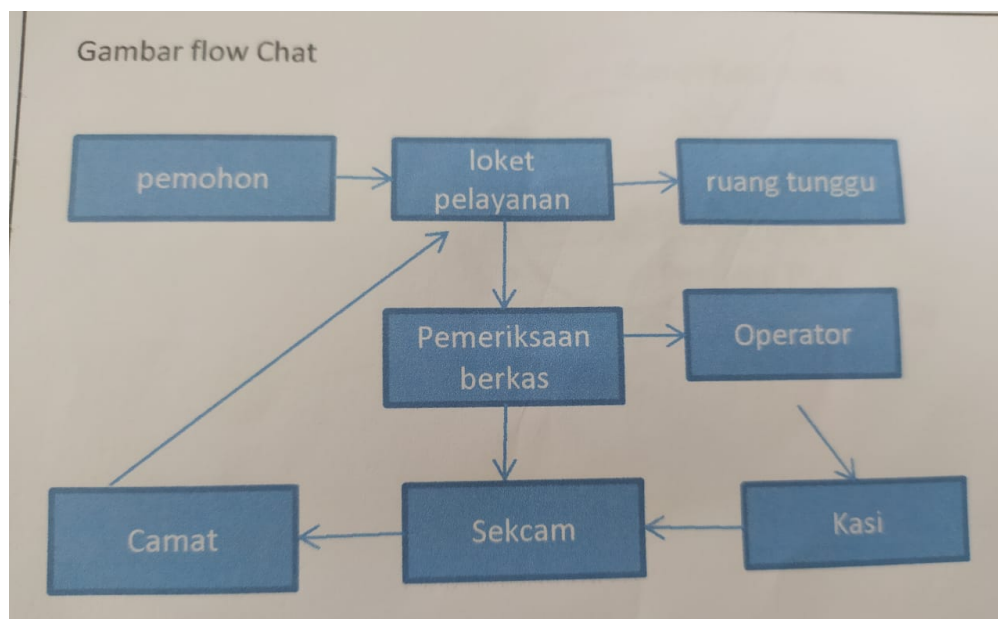 Gambar flow Chat
pemohon
loket
pelayanan
ruang tunggu
Pemeriksaan
berkas
Operator
Camat
Sekcam
Kasi